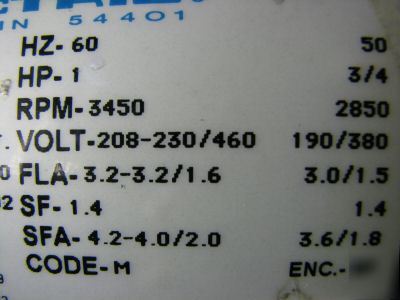 54401
HZ-60 50
HP-1 3/4
RPM-3450 2850
VOLT-208-230/460 190/380
FLA-3.2-3.2/1.6 3.0/1.5
SF-1.4 1.4
SFA-4.2-4.0/2.0 3.6/1.8
CODE-M ENC.-